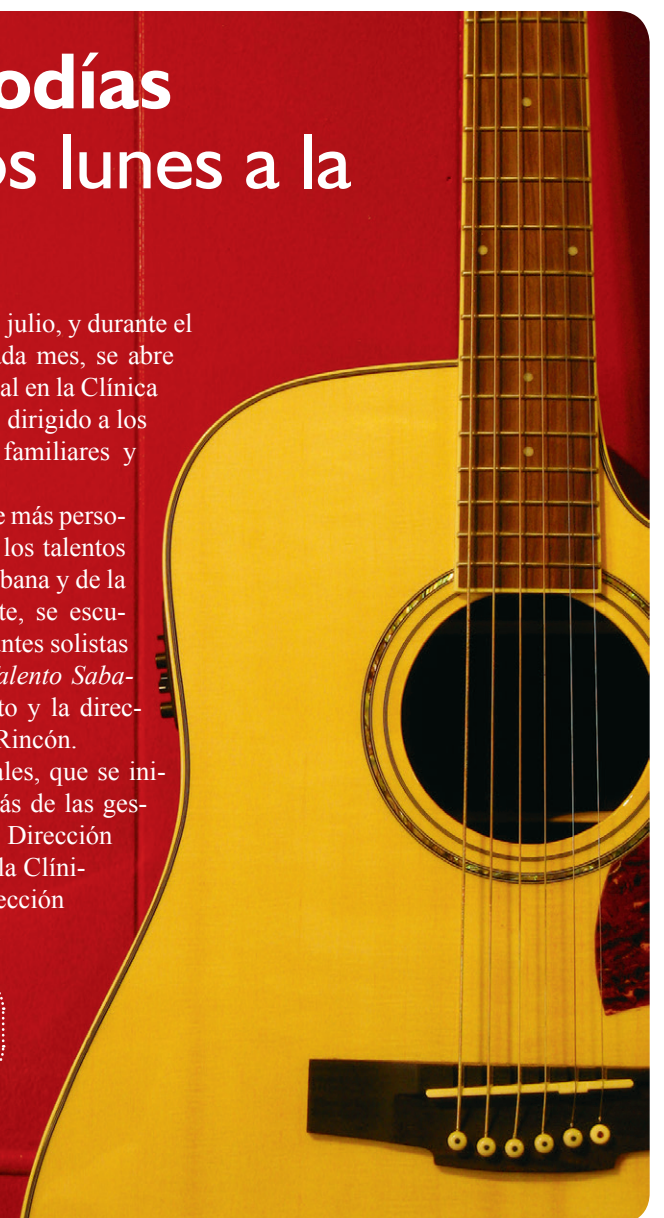 odías
os lunes a la
julio, y durante el
ada mes, se abre
al en la Clínica
dirigido a los
familiares y
e más perso-
los talentos
bana y de la
te, se escu-
ntes solistas
alento Saba-
to y la direc-
Rincón.
ales, que se ini-
ás de las ges-
Dirección
la Clíni-
ección